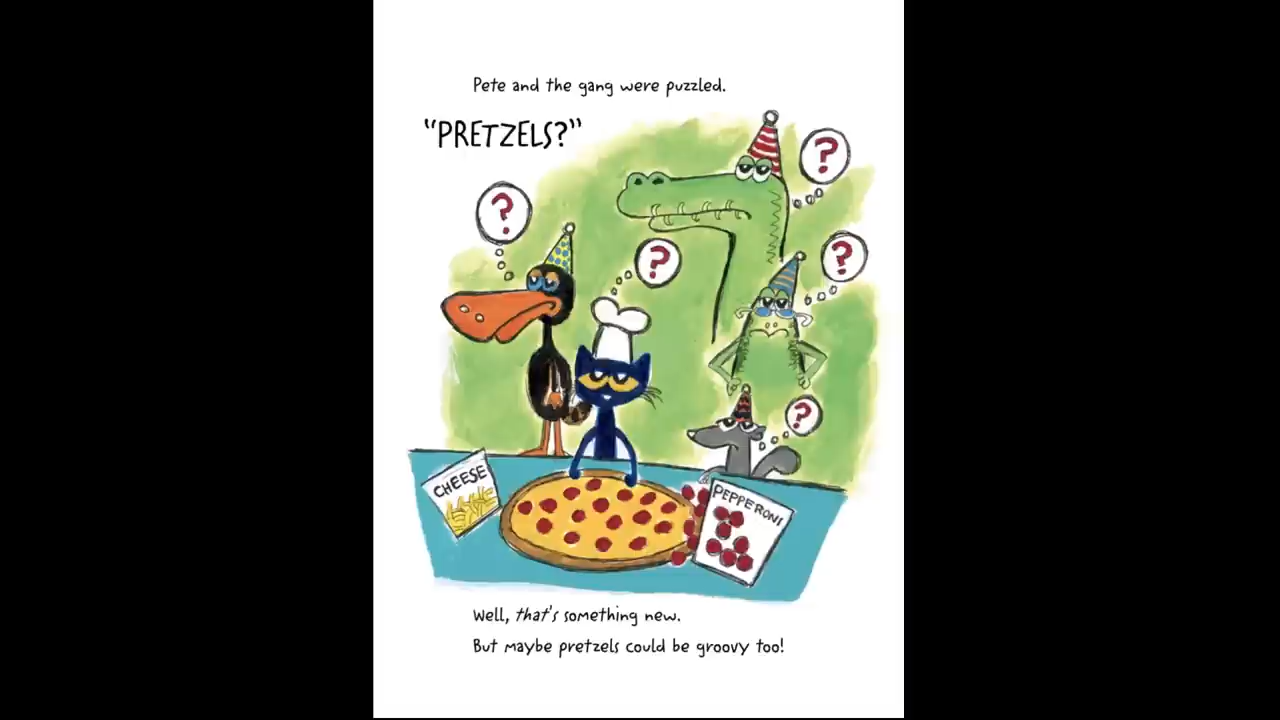 Pete and the gang were puzzled.
"PRETZELS?"
?
?
?
?
?
CHEESE
PEPPERONI
Well, that's something new.
But maybe pretzels could be groovy too!